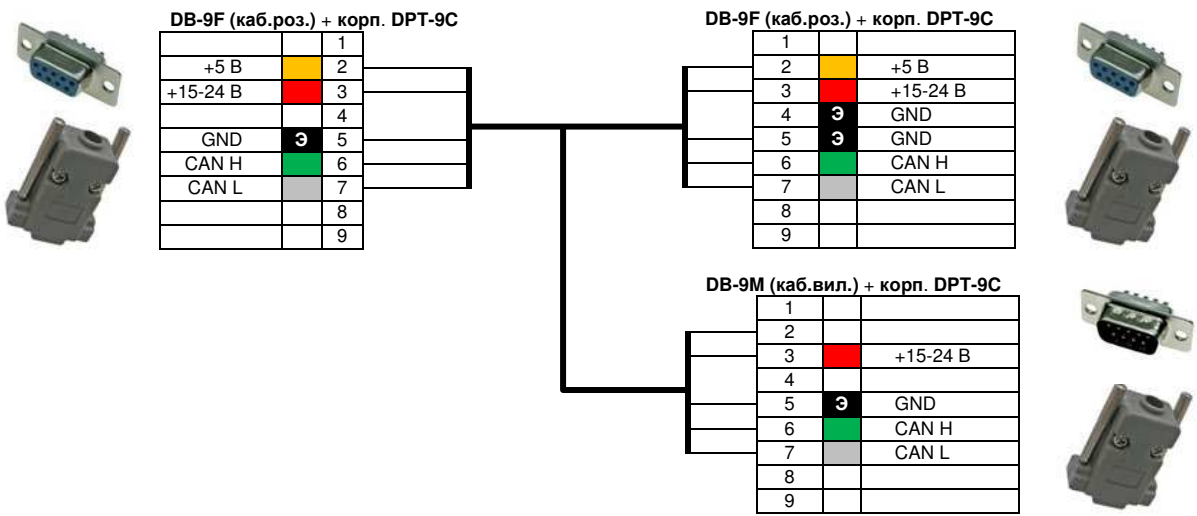 DB-9F (каб.роз.) + корп. DPT-9C
1
+5 В 2
+15-24 В 3
4
GND Э 5
CAN H 6
CAN L 7
8
9
DB-9F (каб.роз.) + корп. DPT-9C
1
2 +5 В
3 +15-24 В
4 Э GND
5 Э GND
6 CAN H
7 CAN L
8
9
DB-9M (каб.вил.) + корп. DPT-9C
1
2
3 +15-24 В
4
5 Э GND
6 CAN H
7 CAN L
8
9